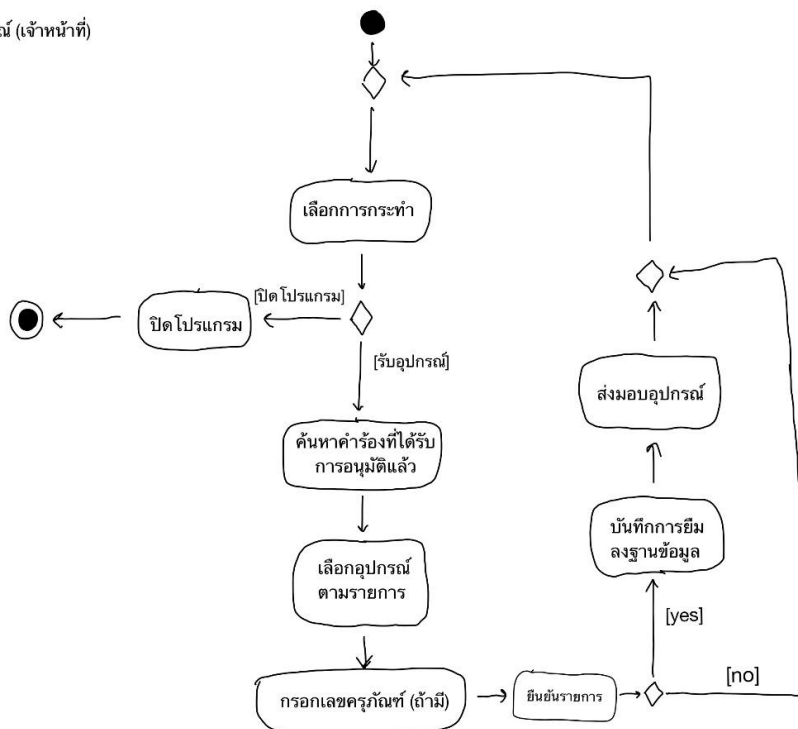 (เจ้าหน้าที่)
เลือกการกระทำ
[ปิดโปรแกรม]
ปิดโปรแกรม
[รับอุปกรณ์]
ค้นหาคำร้องที่ได้รับ
การอนุมัติแล้ว
เลือกอุปกรณ์
ตามรายการ
กรอกเลขครุภัณฑ์ (ถ้ามี)
ยืนยันรายการ
[no]
[yes]
บันทึกการยืม
ลงฐานข้อมูล
ส่งมอบอุปกรณ์